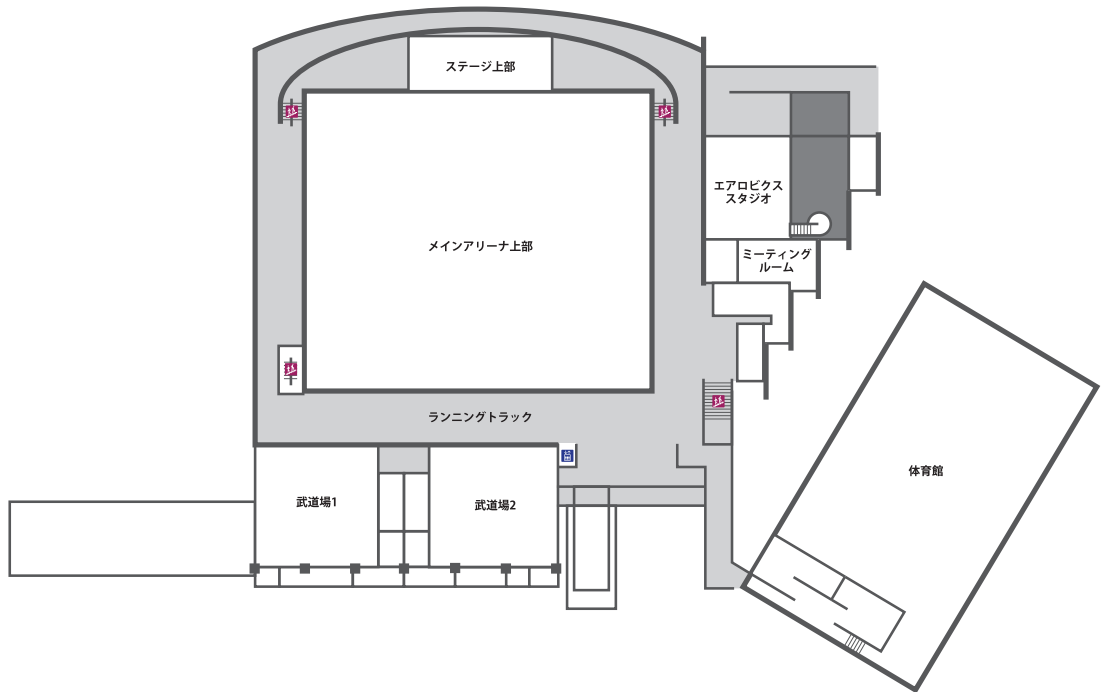 ステージ上部
エアロビクス
スタジオ
メインアリーナ上部
ミーティング
ルーム
ランニングトラック
体育館
武道場1
武道場2